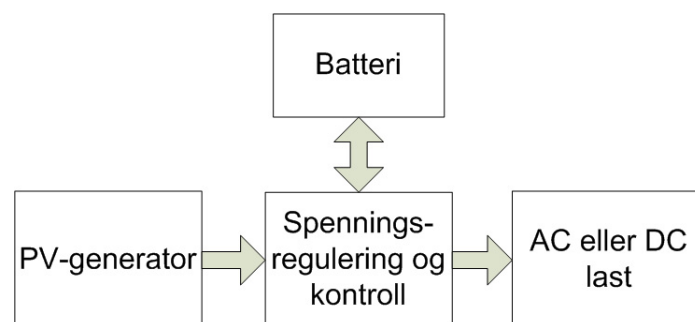 Batteri
PV-generator
Spennings-
regulering og
kontroll
AC eller DC
last